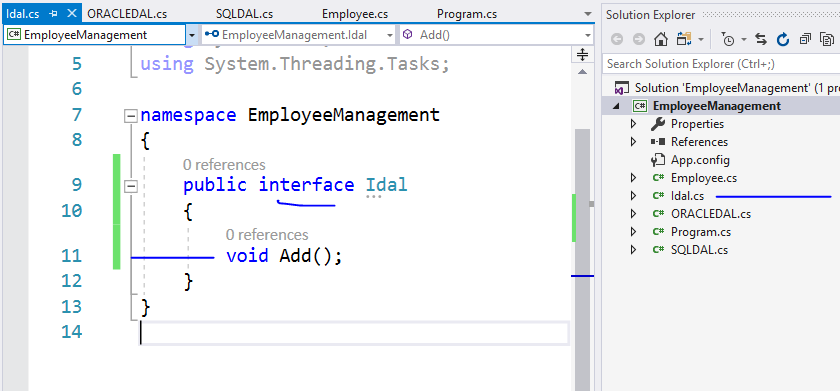 Idal.cs
ORACLEDAL.cs
SQLDAL.cs
Employee.cs
Program.cs
EmployeeManagement
EmployeeManagement.Idal
Add()
5 using System.Threading.Tasks;
6
7 namespace EmployeeManagement
8 {
0 references
9 public interface Idal
10 {
0 references
11 void Add();
12 }
13 }
14
Solution Explorer
Search Solution Explorer (Ctrl+;)
Solution 'EmployeeManagement' (1 pro
C# EmployeeManagement
Properties
References
App.config
C# Employee.cs
C# Idal.cs
C# ORACLEDAL.cs
C# Program.cs
C# SQLDAL.cs